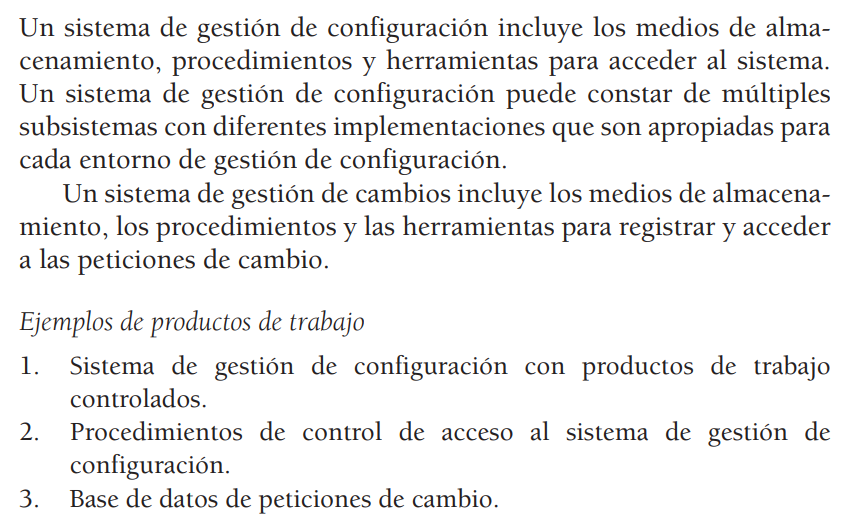 Un sistema de gestión de configuración incluye los medios de alma-
cenamiento, procedimientos y herramientas para acceder al sistema.
Un sistema de gestión de configuración puede constar de múltiples
subsistemas con diferentes implementaciones que son apropiadas para
cada entorno de gestión de configuración.
Un sistema de gestión de cambios incluye los medios de almacena-
miento, los procedimientos y las herramientas para registrar y acceder
a las peticiones de cambio.
Ejemplos de productos de trabajo
1. Sistema de gestión de configuración con productos de trabajo
controlados.
2. Procedimientos de control de acceso al sistema de gestión de
configuración.
3. Base de datos de peticiones de cambio.